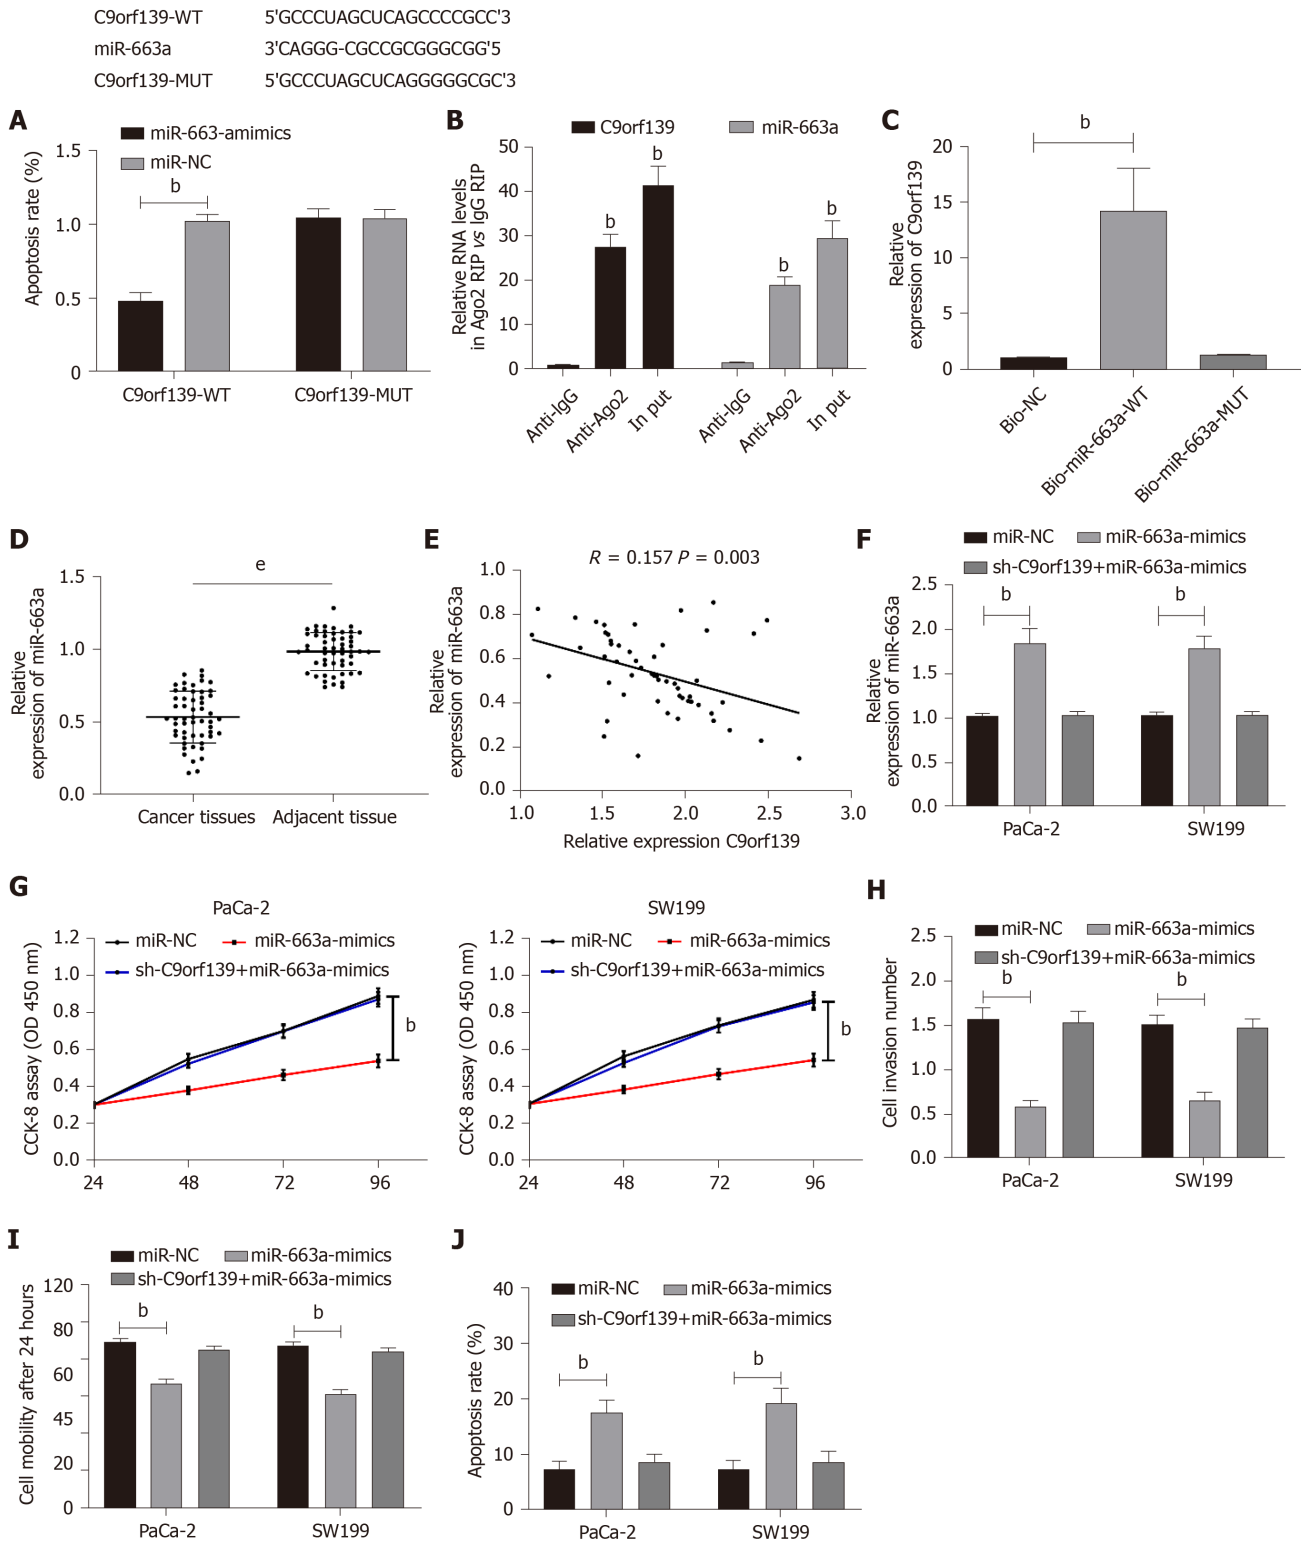 C9orf139-WT 5'GCCCUAGCUCAGCCCCGCC'3
miR-663a 3'CAGGG-CGCCGCGGGCGG'5
C9orf139-MUT 5'GCCCUAGCUCAGGGGGCGC'3
A
miR-663-amimics
miR-NC
Apoptosis rate (%)
1.5
1.0
0.5
0
b
C9orf139-WT C9orf139-MUT
B
C9orf139 miR-663a
Relative RNA levels
in Ago2 RIP vs IgG RIP
50
40
30
20
10
0
b b b b
Anti-IgG Anti-Ago2 In put Anti-IgG Anti-Ago2 In put
C
Relative
expression of C9orf139
20
15
10
5
0
b
Bio-NC Bio-miR-663a-WT Bio-miR-663a-MUT
D
Relative
expression of miR-663a
1.5
1.0
0.5
0.0
e
Cancer tissues Adjacent tissue
E
R = 0.157 P = 0.003
Relative
expression of miR-663a
1.0
0.8
0.6
0.4
0.2
0.0
1.0 1.5 2.0 2.5 3.0
Relative expression C9orf139
F
miR-NC miR-663a-mimics
sh-C9orf139+miR-663a-mimics
Relative
expression of miR-663a
2.5
2.0
1.5
1.0
0.5
0.0
b b
PaCa-2 SW199
G
PaCa-2
miR-NC miR-663a-mimics
sh-C9orf139+miR-663a-mimics
CCK-8 assay (OD 450 nm)
1.2
1.0
0.8
0.6
0.4
0.2
0.0
b
24 48 72 96
SW199
miR-NC miR-663a-mimics
sh-C9orf139+miR-663a-mimics
CCK-8 assay (OD 450 nm)
1.2
1.0
0.8
0.6
0.4
0.2
0.0
b
24 48 72 96
H
miR-NC miR-663a-mimics
sh-C9orf139+miR-663a-mimics
Cell invasion number
2.5
2.0
1.5
1.0
0.5
0.0
b b
PaCa-2 SW199
I
miR-NC miR-663a-mimics
sh-C9orf139+miR-663a-mimics
Cell mobility after 24 hours
120
80
60
45
20
0
b b
PaCa-2 SW199
J
miR-NC miR-663a-mimics
sh-C9orf139+miR-663a-mimics
Apoptosis rate (%)
40
30
20
10
0
b b
PaCa-2 SW199